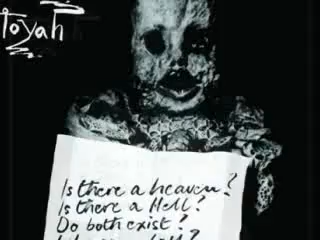 toyah
Is there a heaven?
Is there a Hell?
Do both exist?